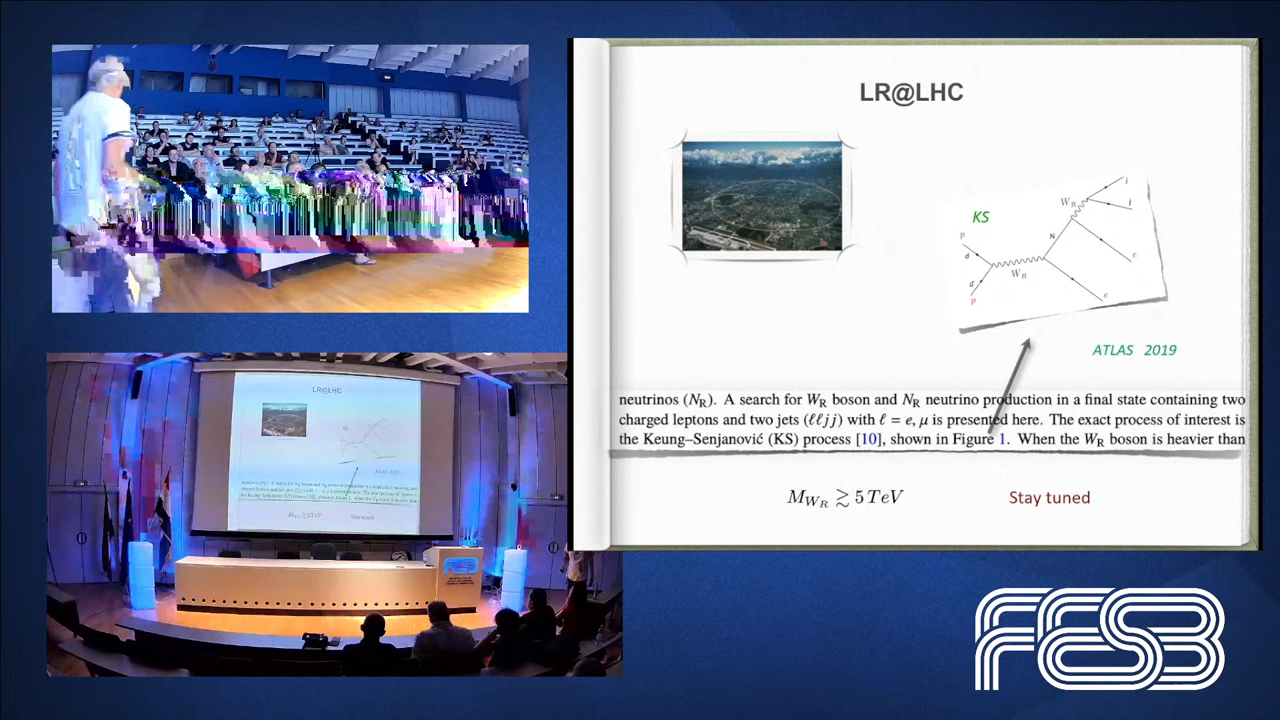 LR@LHC
KS
W_R
j
j
N
p
d
W_R
e
p
e
ATLAS 2019
neutrinos (N_R). A search for W_R boson and N_R neutrino production in a final state containing two
charged leptons and two jets (ℓℓjj) with ℓ = e, μ is presented here. The exact process of interest is
the Keung–Senjanović (KS) process [10], shown in Figure 1. When the W_R boson is heavier than
M_{W_R} ≳ 5 TeV
Stay tuned
LR@LHC
FESB
FESB